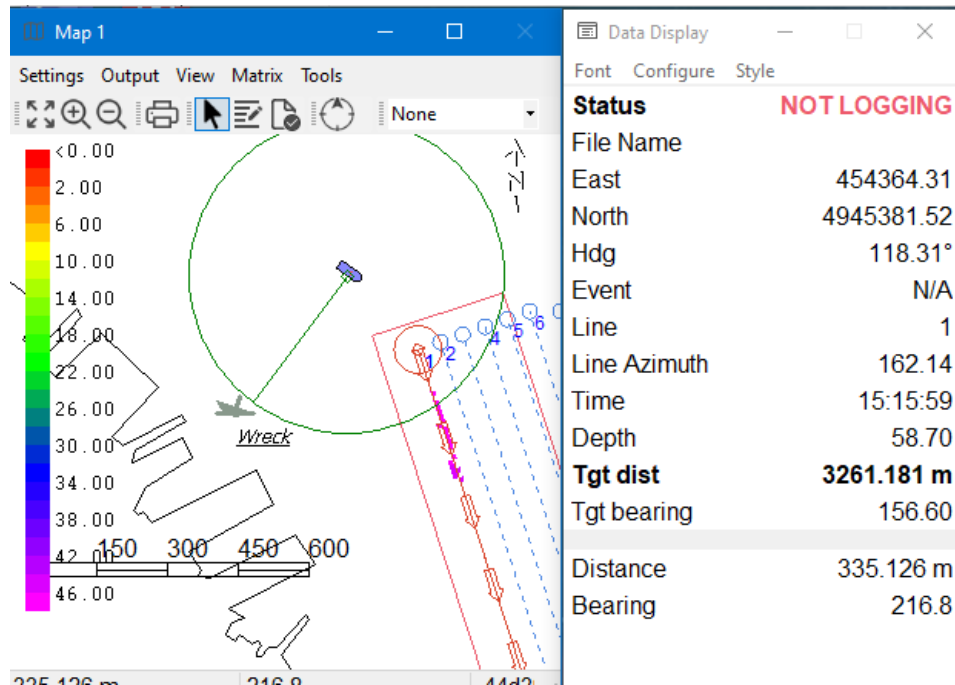 Map 1
Settings Output View Matrix Tools
None
<0.00
2.00
6.00
10.00
14.00
18.00
22.00
26.00
30.00
34.00
38.00
42.00
46.00
150 300 450 600
N
1 2 4 5 6
Wreck
335.126 m 216.8
Data Display
Font Configure Style
Status NOT LOGGING
File Name
East 454364.31
North 4945381.52
Hdg 118.31°
Event N/A
Line 1
Line Azimuth 162.14
Time 15:15:59
Depth 58.70
Tgt dist 3261.181 m
Tgt bearing 156.60
Distance 335.126 m
Bearing 216.8